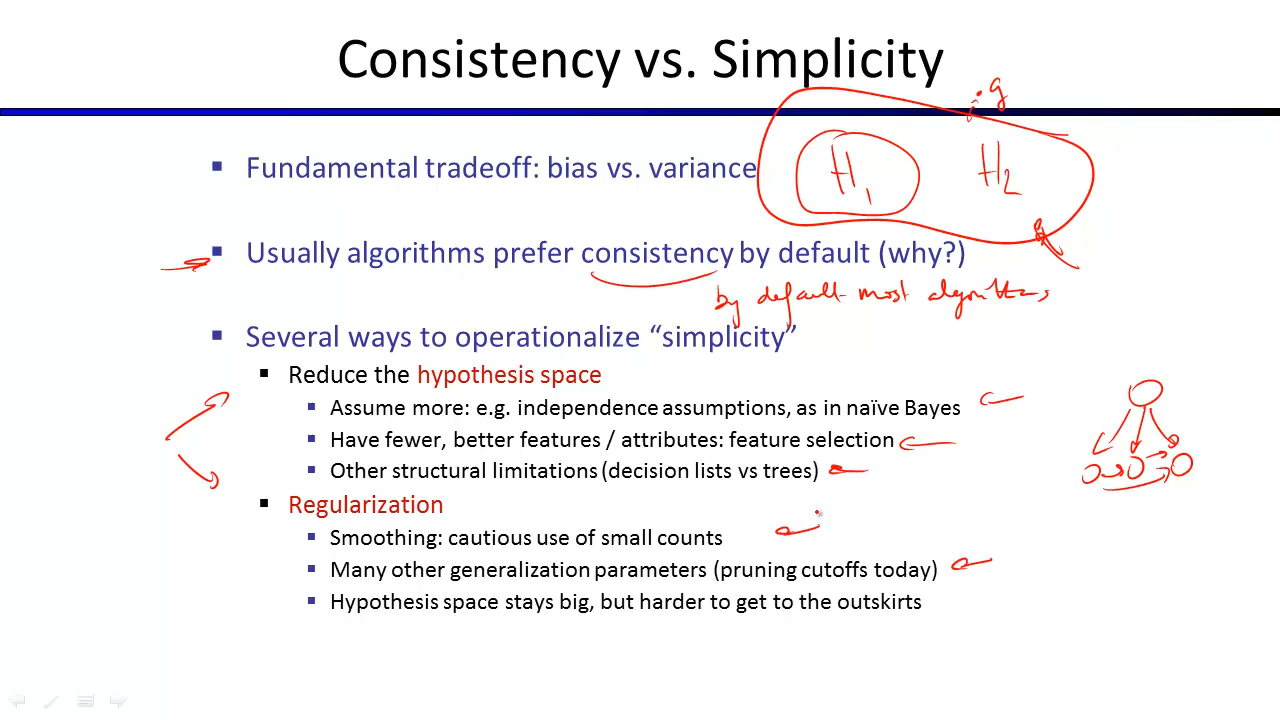 Consistency vs. Simplicity
g
Fundamental tradeoff: bias vs. variance
H1 H2
g
Usually algorithms prefer consistency by default (why?)
by default most algorithms
Several ways to operationalize “simplicity”
Reduce the hypothesis space
Assume more: e.g. independence assumptions, as in naïve Bayes
Have fewer, better features / attributes: feature selection
Other structural limitations (decision lists vs trees)
Regularization
Smoothing: cautious use of small counts
Many other generalization parameters (pruning cutoffs today)
Hypothesis space stays big, but harder to get to the outskirts